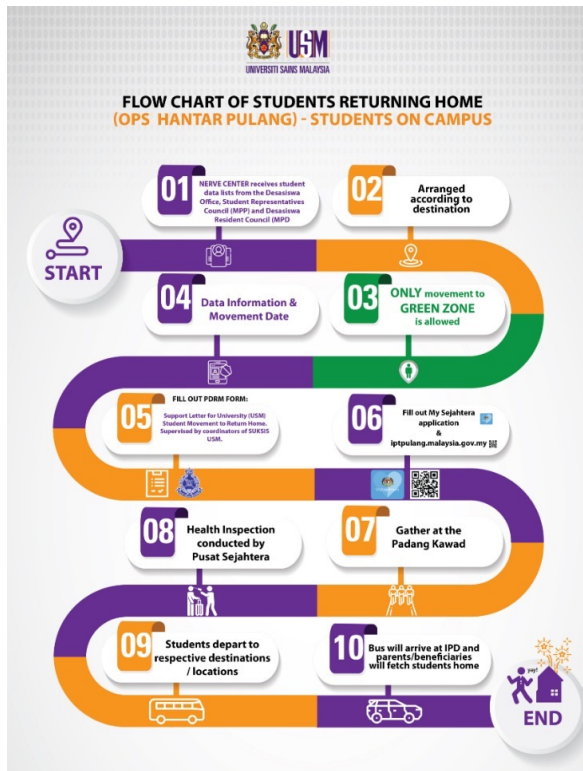 USM
UNIVERSITI SAINS MALAYSIA
FLOW CHART OF STUDENTS RETURNING HOME
(OPS HANTAR PULANG) - STUDENTS ON CAMPUS
START
01
NERVE CENTER receives student
data lists from the Desasiswa
Office, Student Representatives
Council (MPP) and Desasiswa
Resident Council (MPD
02
Arranged
according to
destination
03
ONLY movement to
GREEN ZONE
is allowed
04
Data Information &
Movement Date
05
FILL OUT PDRM FORM:
Support Letter for University (USM)
Student Movement to Return Home.
Supervised by coordinators of SUKSIS
USM.
06
Fill out My Sejahtera
application
&
iptpulang.malaysia.gov.my
07
Gather at the
Padang Kawad
08
Health Inspection
conducted by
Pusat Sejahtera
09
Students depart to
respective destinations
/ locations
10
Bus will arrive at IPD and
parents/beneficiaries
will fetch students home
yay!
END